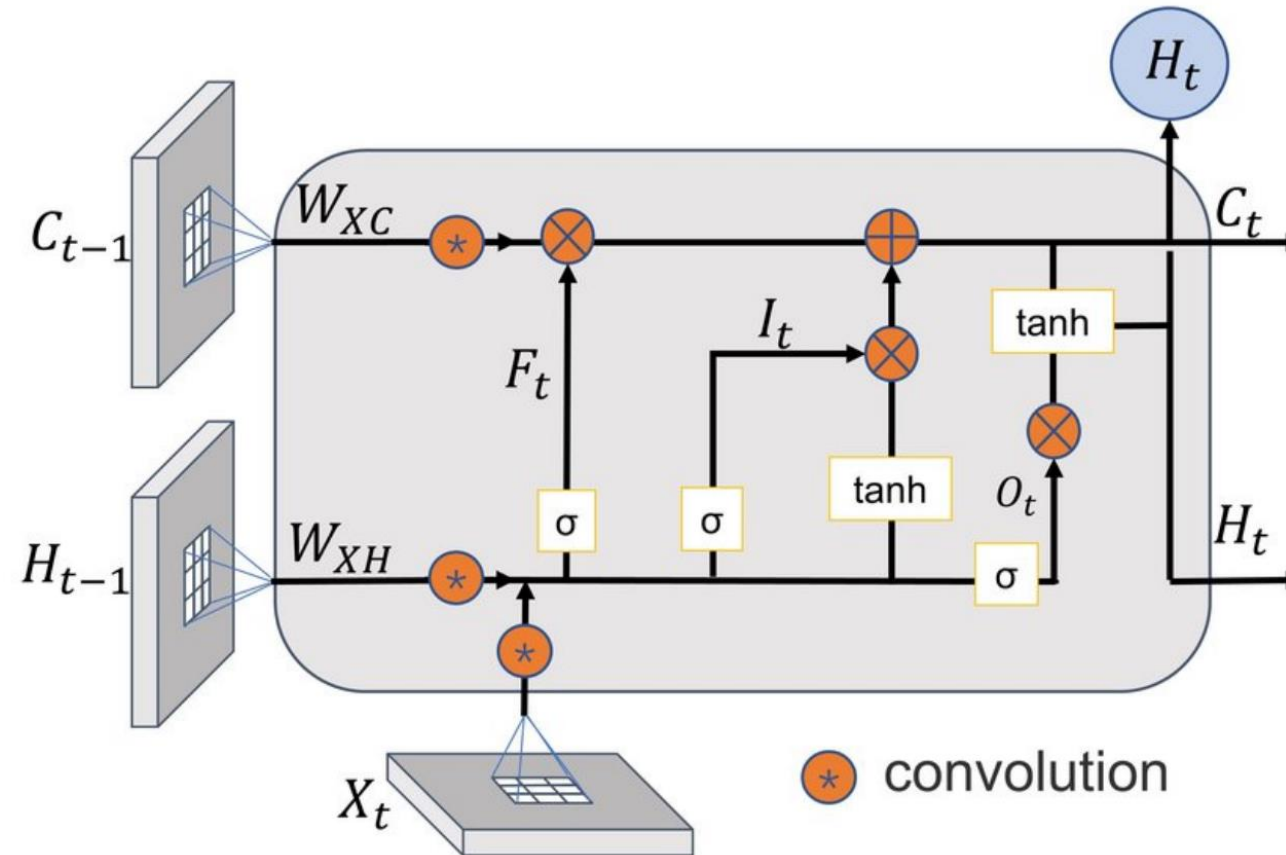 H_t
W_{XC}
C_{t-1}
C_t
*
tanh
I_t
F_t
σ
σ
tanh
O_t
W_{XH}
H_{t-1}
*
σ
H_t
*
X_t
* convolution